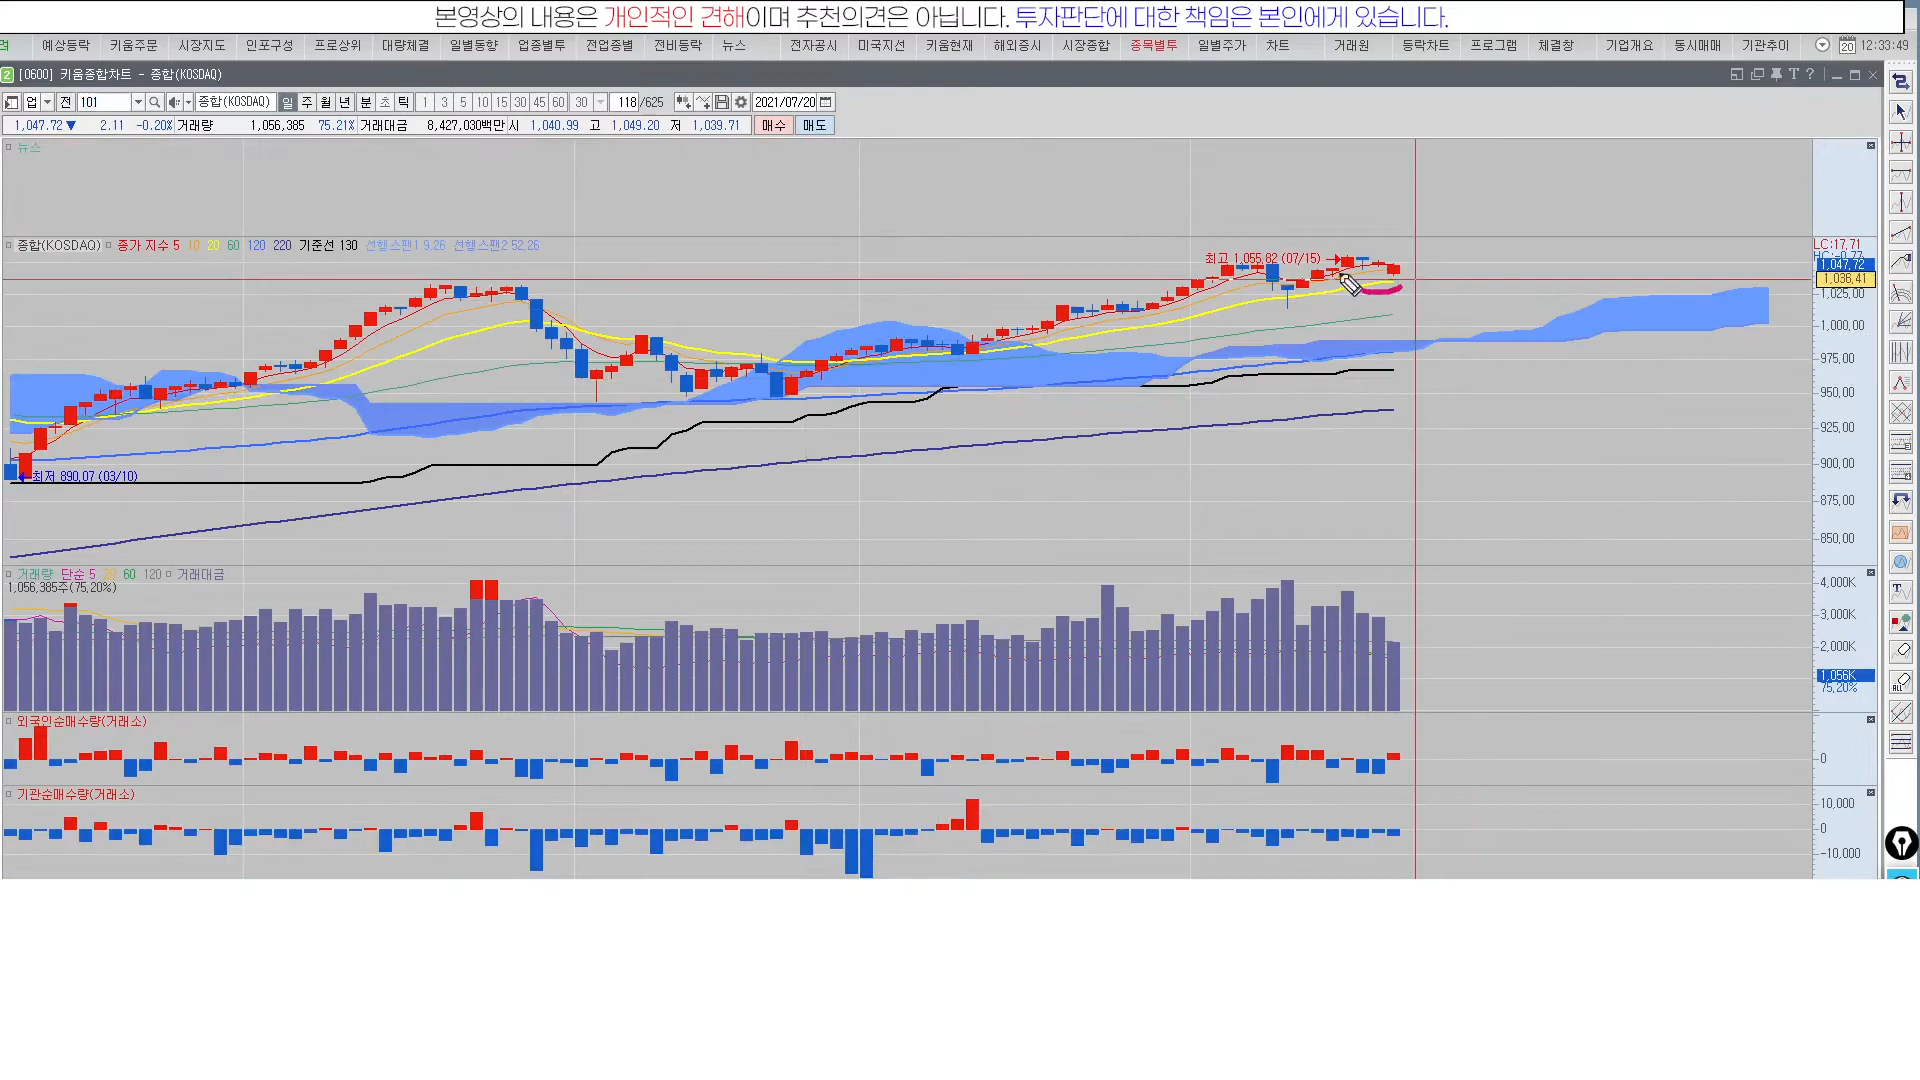 본영상의 내용은 개인적인 견해이며 추천의견은 아닙니다. 투자판단에 대한 책임은 본인에게 있습니다.
려 예상등락 키움주문 시장지도 인포구성 프로상위 대량체결 일별동향 업종별투 전업종별 전비등락 뉴스 전자공시 미국지선 키움현재 해외증시 시장종합 종목별투 일별주가 차트 거래원 등락차트 프로그램 체결창 기업개요 동시매매 기관추이 20 12:33:49
2 [0600] 키움종합차트 - 종합(KOSDAQ) T ?
업 전 101 종합(KOSDAQ) 일 주 월 년 분 초 틱 1 3 5 10 15 30 45 60 30 118 /625 2021/07/20
1,047.72 ▼ 2.11 -0.20% 거래량 1,056,385 75.21% 거래대금 8,427,030백만 시 1,040.99 고 1,049.20 저 1,039.71 매수 매도
뉴스
종합(KOSDAQ) 종가 지수 5 10 20 60 120 220 기준선 130 선행스팬1 9,26 선행스팬2 52,26
LC:17.71
최고 1,055.82 (07/15)
1,047.72
1,036.41
1,025.00
1,000.00
975.00
950.00
925.00
900.00
최저 890.07 (03/10)
875.00
850.00
거래량 단순 5 20 60 120 거래대금
1,056,385주(75.20%)
4,000K
3,000K
2,000K
1,056K
75.20%
외국인순매수량(거래소)
0
기관순매수량(거래소)
10,000
0
-10,000
ALL